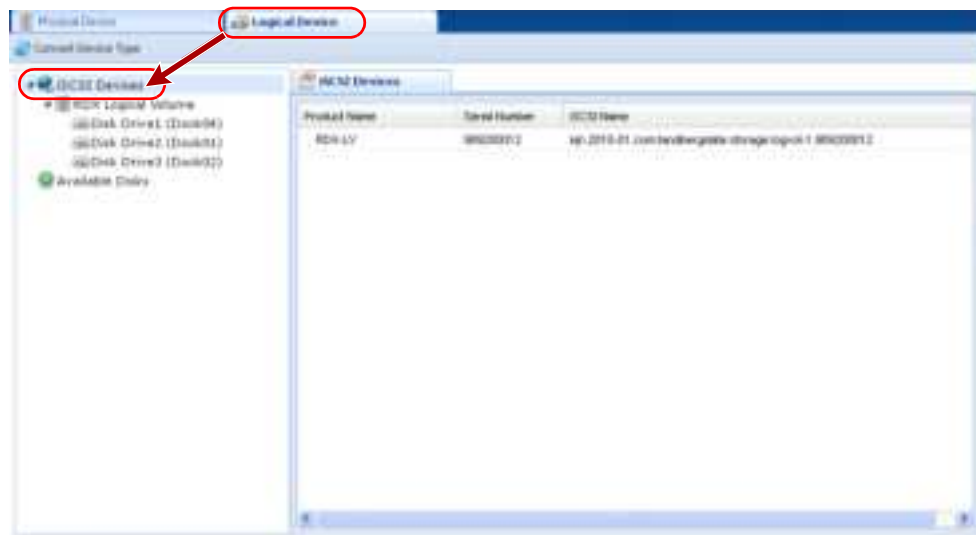 Physical Device
Logical Device
Convert Device Type
iSCSI Devices
RDX Logical Volume
Disk Drive1 (Dock04)
Disk Drive2 (Dock01)
Disk Drive3 (Dock02)
Available Disks
iSCSI Devices
Product Name Serial Number iSCSI Name
RDX-LV